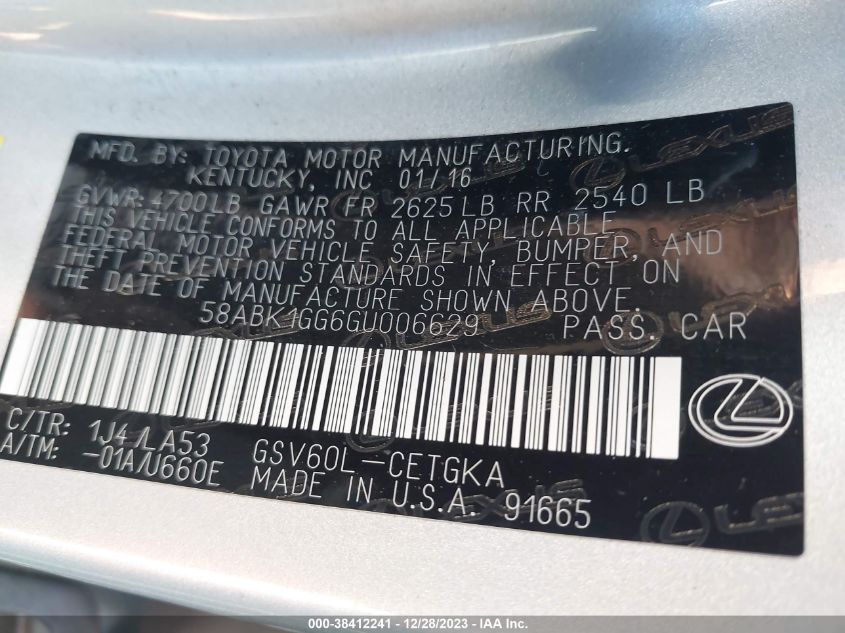 MFD. BY: TOYOTA MOTOR MANUFACTURING.
KENTUCKY, INC 01/16
GVWR: 4700LB GAWR FR 2625 LB RR 2540 LB
THIS VEHICLE CONFORMS TO ALL APPLICABLE
FEDERAL MOTOR VEHICLE SAFETY, BUMPER, AND
THEFT PREVENTION STANDARDS IN EFFECT ON
THE DATE OF MANUFACTURE SHOWN ABOVE.
58ABK1GG6GU006629 PASS. CAR
C/TR: 1J4 /LA53 GSV60L-CETGKA
A/TM: -01A/U660E MADE IN U.S.A. 91665
LEXUS
000-38412241 - 12/28/2023 - IAA Inc.